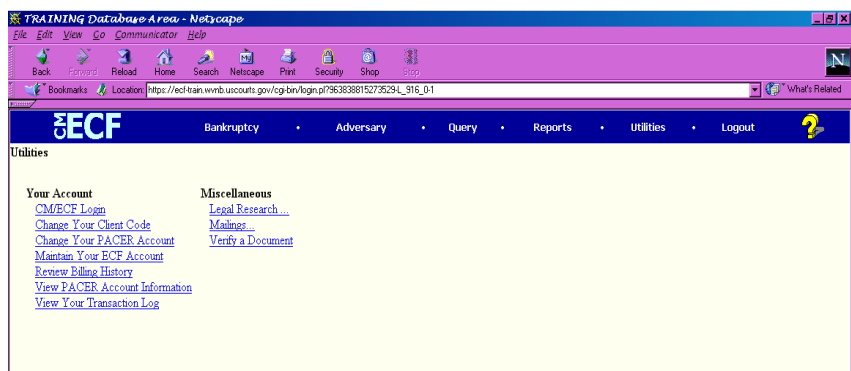 TRAINING Database Area - Netscape
File Edit View Go Communicator Help
Back Forward Reload Home Search Netscape Print Security Shop Stop
Bookmarks Location: https://ecf-train.wvnb.uscourts.gov/cgi-bin/login.pl?963838815273529-L_916_0-1 What's Related
CM ECF Bankruptcy • Adversary • Query • Reports • Utilities • Logout ?
Utilities
Your Account Miscellaneous
CM/ECF Login Legal Research ...
Change Your Client Code Mailings...
Change Your PACER Account Verify a Document
Maintain Your ECF Account
Review Billing History
View PACER Account Information
View Your Transaction Log